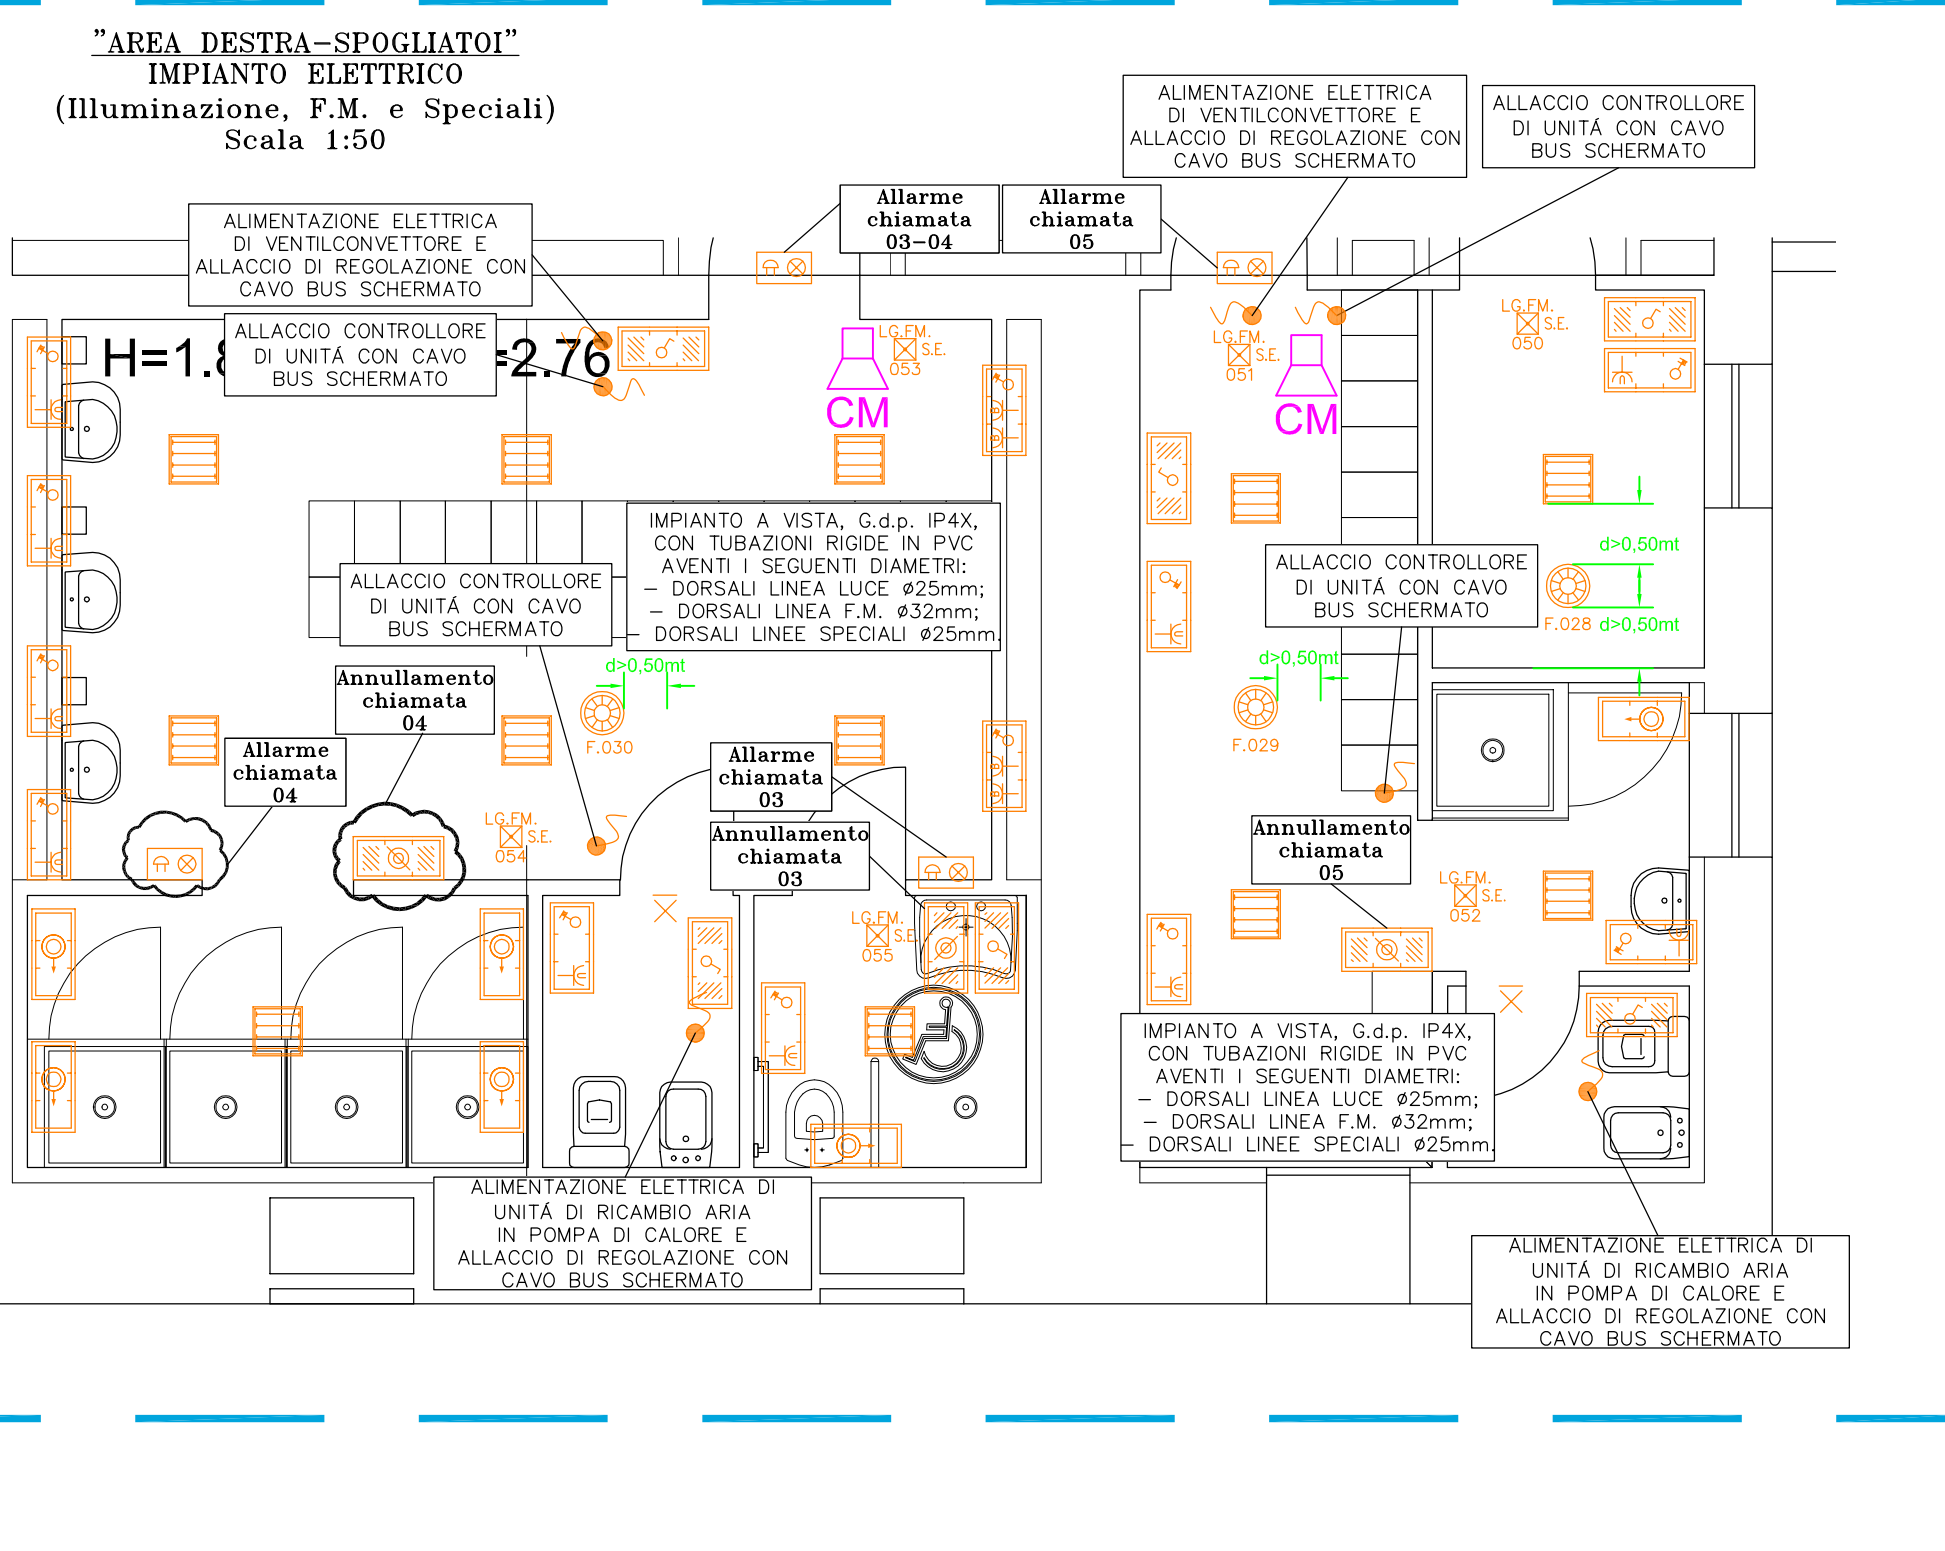 "AREA DESTRA-SPOGLIATOI"
IMPIANTO ELETTRICO
(Illuminazione, F.M. e Speciali)
Scala 1:50
ALIMENTAZIONE ELETTRICA
DI VENTILCONVETTORE E
ALLACCIO DI REGOLAZIONE CON
CAVO BUS SCHERMATO
ALLACCIO CONTROLLORE
DI UNITÁ CON CAVO
BUS SCHERMATO
Allarme
chiamata
03-04
Allarme
chiamata
05
ALIMENTAZIONE ELETTRICA
DI VENTILCONVETTORE E
ALLACCIO DI REGOLAZIONE CON
CAVO BUS SCHERMATO
ALLACCIO CONTROLLORE
DI UNITÁ CON CAVO
BUS SCHERMATO
H=1.8
=2.76
LG.FM.
S.E.
053
CM
LG.FM.
S.E.
051
CM
LG.FM.
S.E.
050
IMPIANTO A VISTA, G.d.p. IP4X,
CON TUBAZIONI RIGIDE IN PVC
AVENTI I SEGUENTI DIAMETRI:
- DORSALI LINEA LUCE ø25mm;
- DORSALI LINEA F.M. ø32mm;
- DORSALI LINEE SPECIALI ø25mm.
ALLACCIO CONTROLLORE
DI UNITÁ CON CAVO
BUS SCHERMATO
ALLACCIO CONTROLLORE
DI UNITÁ CON CAVO
BUS SCHERMATO
d>0,50mt
F.028
d>0,50mt
d>0,50mt
F.030
d>0,50mt
F.029
Annullamento
chiamata
04
Allarme
chiamata
04
Allarme
chiamata
03
Annullamento
chiamata
03
LG.FM.
S.E.
054
Annullamento
chiamata
05
LG.FM.
S.E.
052
LG.FM.
S.E.
055
IMPIANTO A VISTA, G.d.p. IP4X,
CON TUBAZIONI RIGIDE IN PVC
AVENTI I SEGUENTI DIAMETRI:
- DORSALI LINEA LUCE ø25mm;
- DORSALI LINEA F.M. ø32mm;
- DORSALI LINEE SPECIALI ø25mm.
ALIMENTAZIONE ELETTRICA DI
UNITÁ DI RICAMBIO ARIA
IN POMPA DI CALORE E
ALLACCIO DI REGOLAZIONE CON
CAVO BUS SCHERMATO
ALIMENTAZIONE ELETTRICA DI
UNITÁ DI RICAMBIO ARIA
IN POMPA DI CALORE E
ALLACCIO DI REGOLAZIONE CON
CAVO BUS SCHERMATO